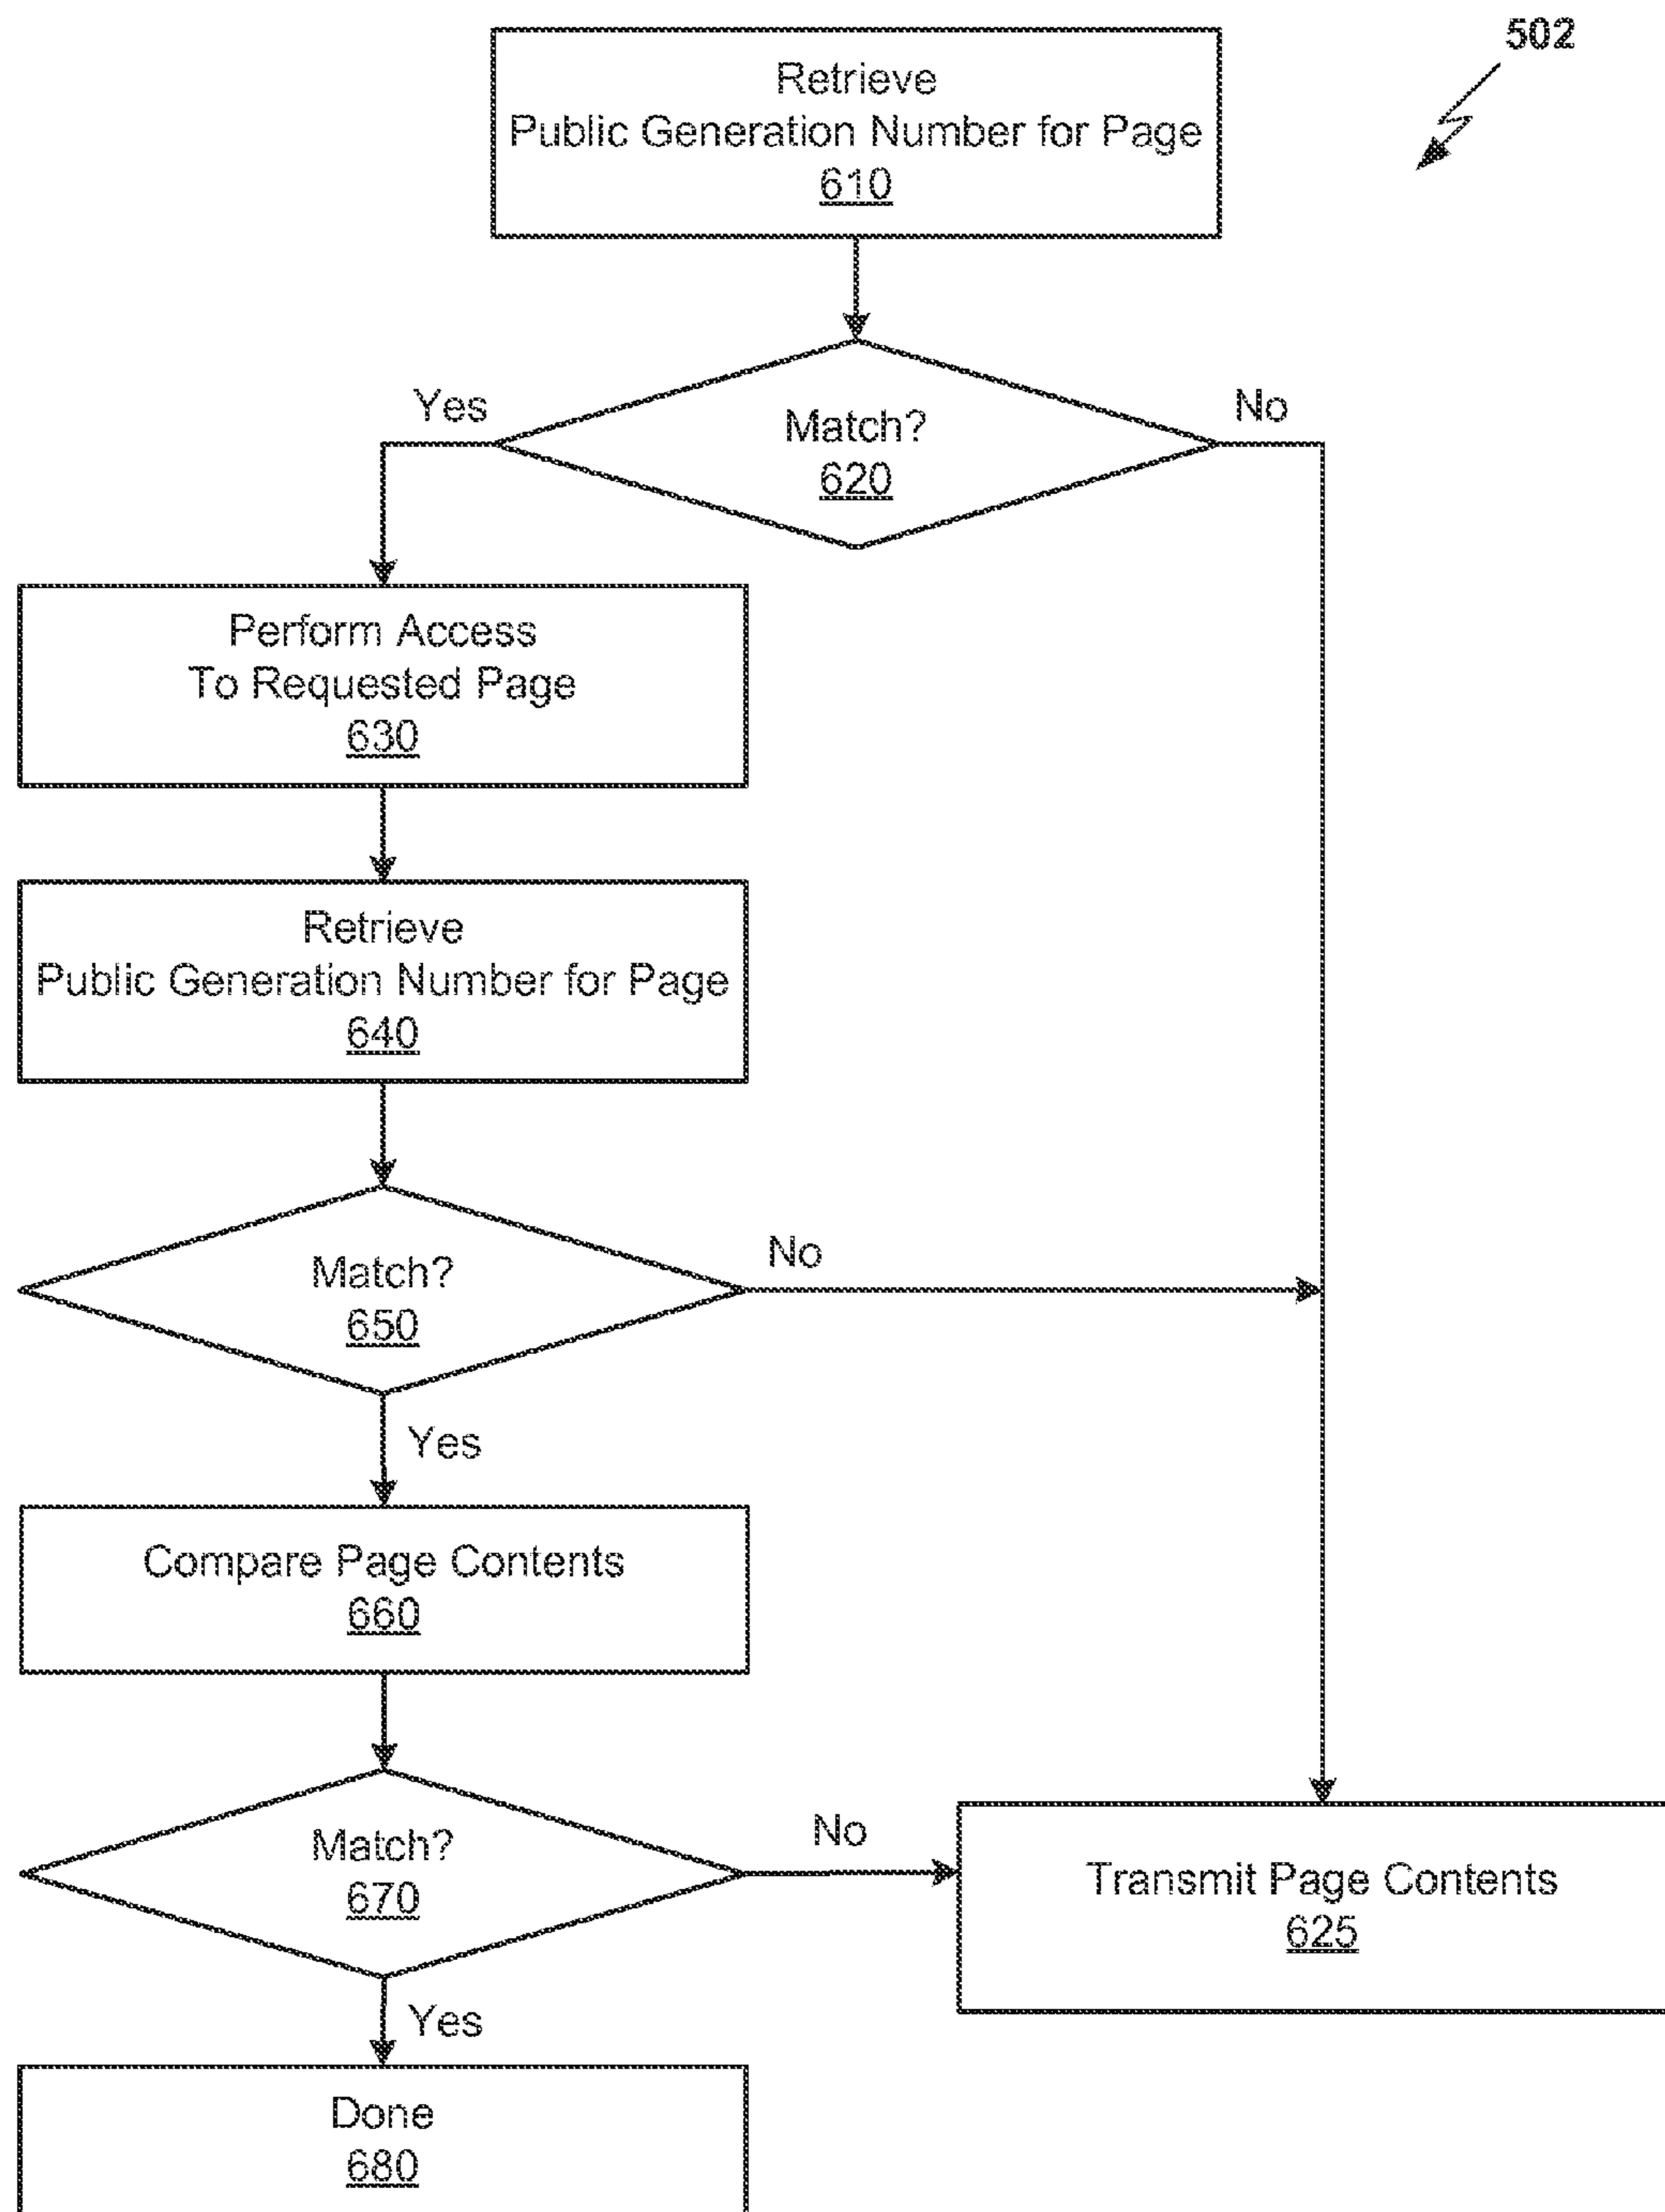 502
Retrieve
Public Generation Number for Page
610
Yes
No
Match?
620
Perform Access
To Requested Page
630
Retrieve
Public Generation Number for Page
640
No
Match?
650
Yes
Compare Page Contents
660
No
Match?
670
Transmit Page Contents
625
Yes
Done
680